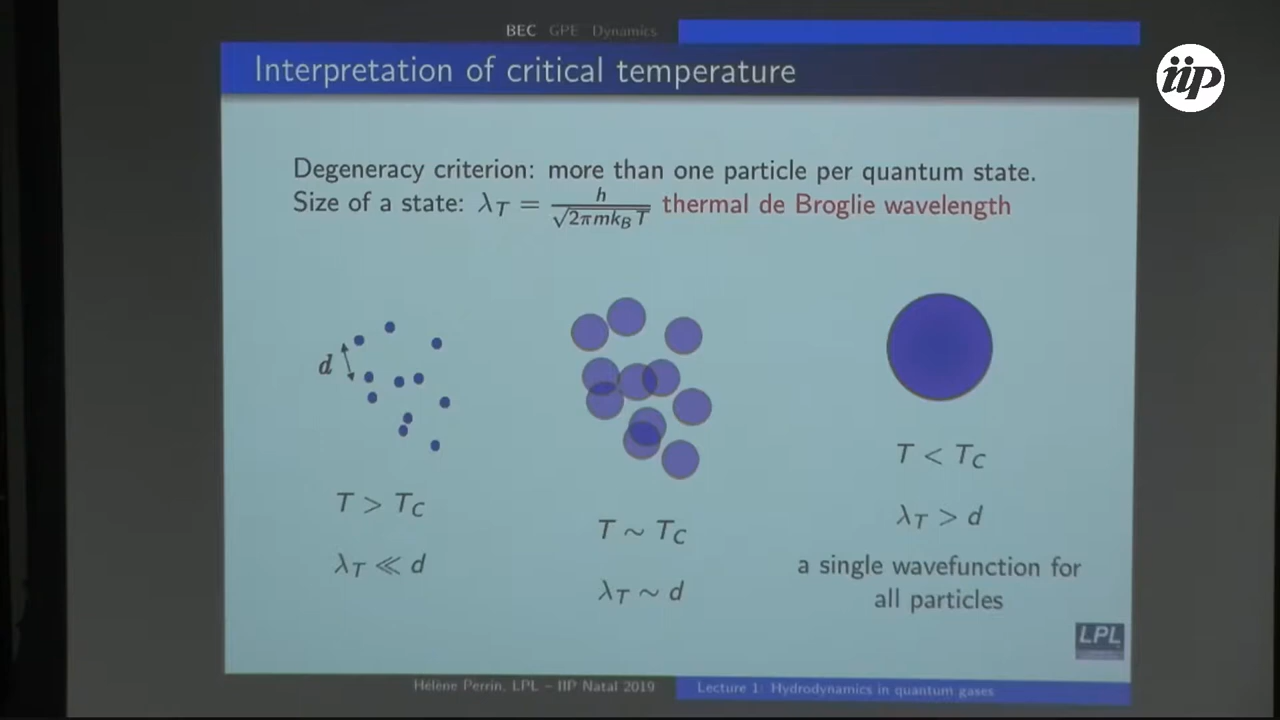 BEC GPE Dynamics
iip
Interpretation of critical temperature
Degeneracy criterion: more than one particle per quantum state.
Size of a state: λ_T = h/√(2πmk_BT) thermal de Broglie wavelength
d
T > T_C
λ_T ≪ d
T ∼ T_C
λ_T ∼ d
T < T_C
λ_T > d
a single wavefunction for
all particles
LPL
Hélène Perrin, LPL – IIP Natal 2019
Lecture 1: Hydrodynamics in quantum gases